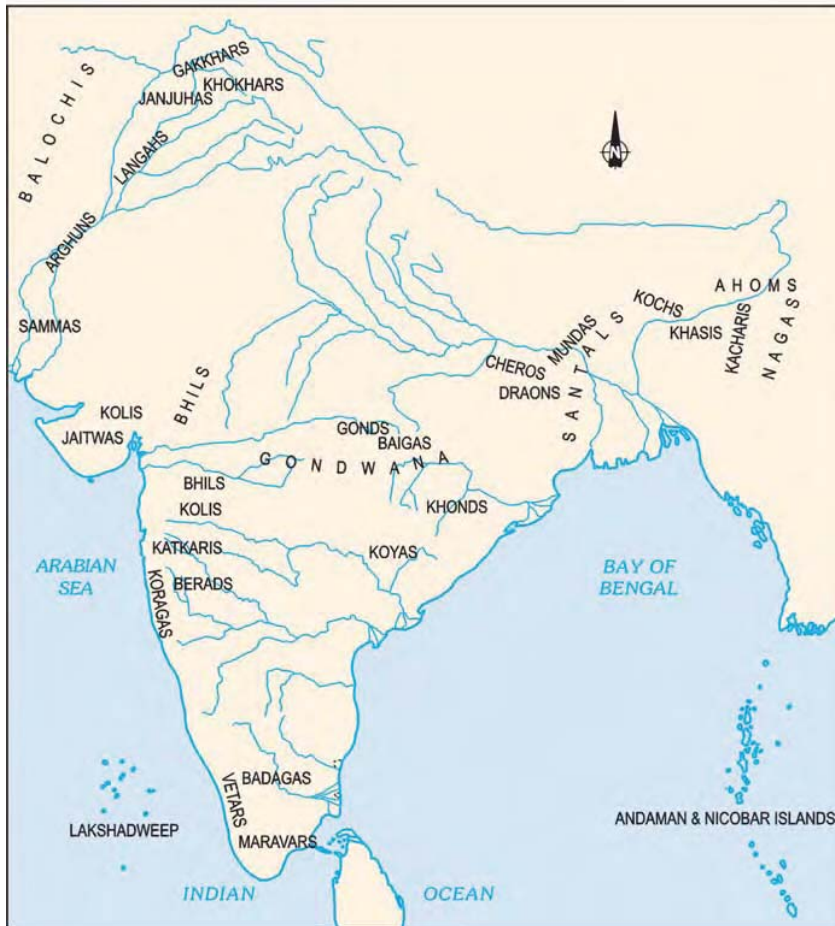 GAKKHARS
KHOKHARS
JANJUHAS
BALOCHIS
LANGAHS
N
ARGHUNS
AHOMS
SAMMAS
KOCHS
KHASIS
KACHARIS
NAGAS
MUNDAS
CHEROS
SANTALS
DRAONS
BHILS
KOLIS
JAITWAS
GONDS
BAIGAS
GONDWANA
BHILS
KOLIS
KHONDS
KATKARIS
KOYAS
ARABIAN
SEA
BERADS
KORAGAS
BAY OF
BENGAL
BADAGAS
VETARS
LAKSHADWEEP
MARAVARS
ANDAMAN & NICOBAR ISLANDS
INDIAN OCEAN